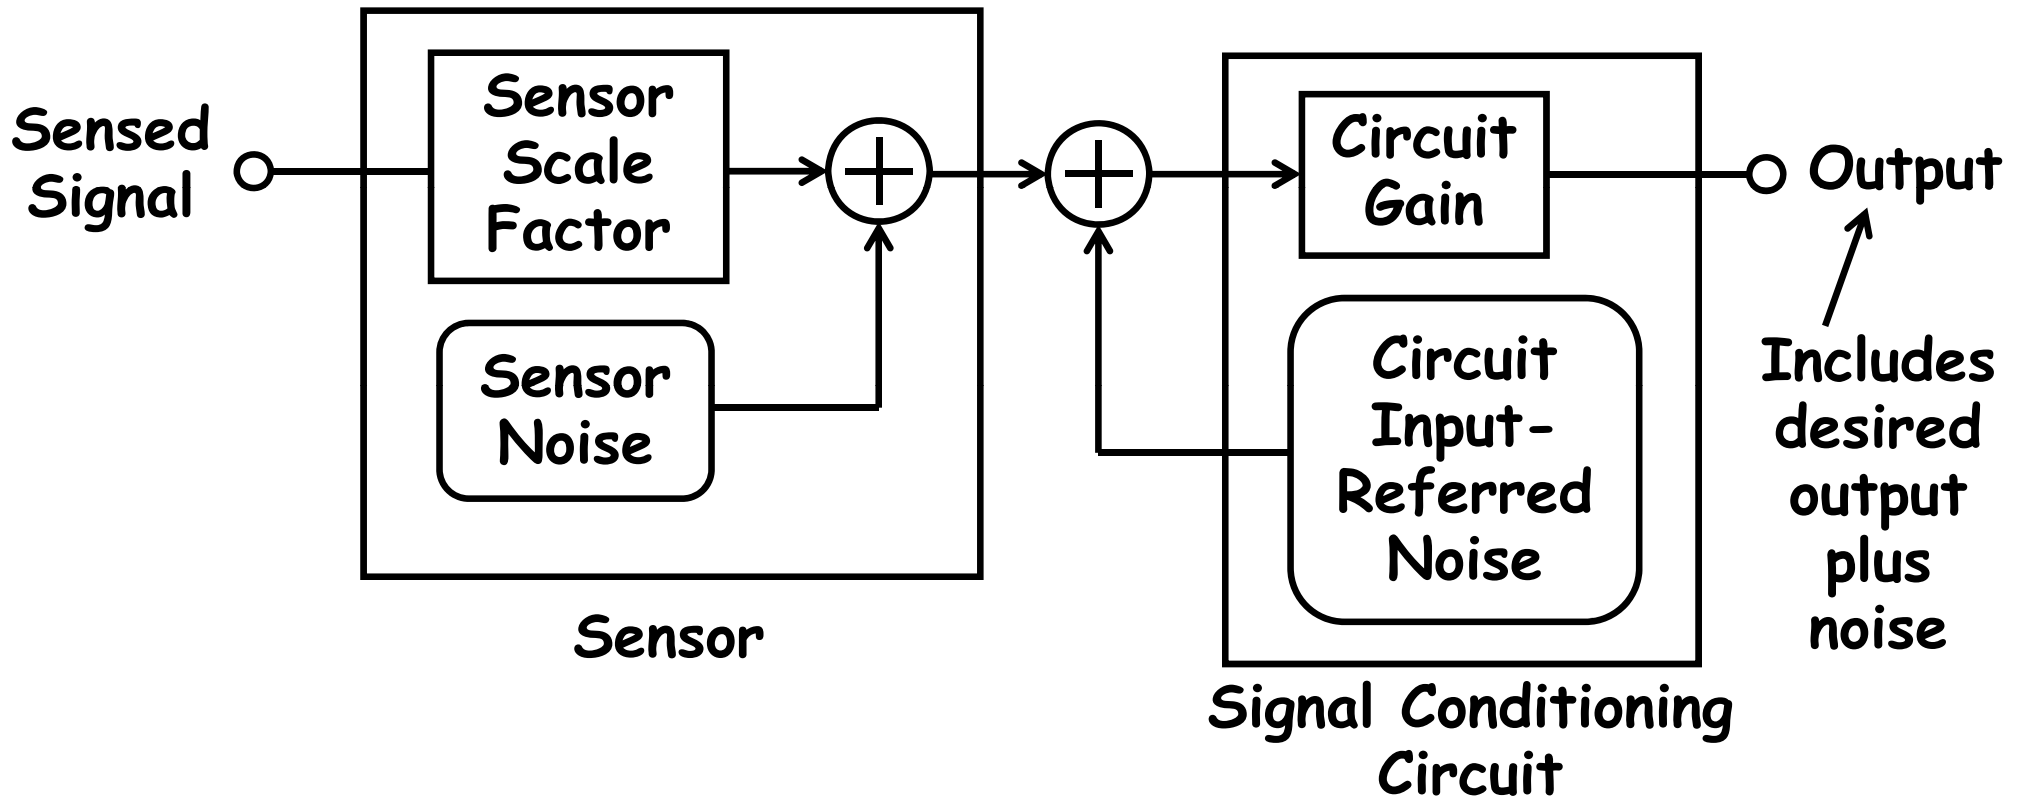 Sensed
Signal
Sensor
Scale
Factor
Sensor
Noise
Sensor
Circuit
Gain
Circuit
Input-
Referred
Noise
Signal Conditioning
Circuit
Output
Includes
desired
output
plus
noise